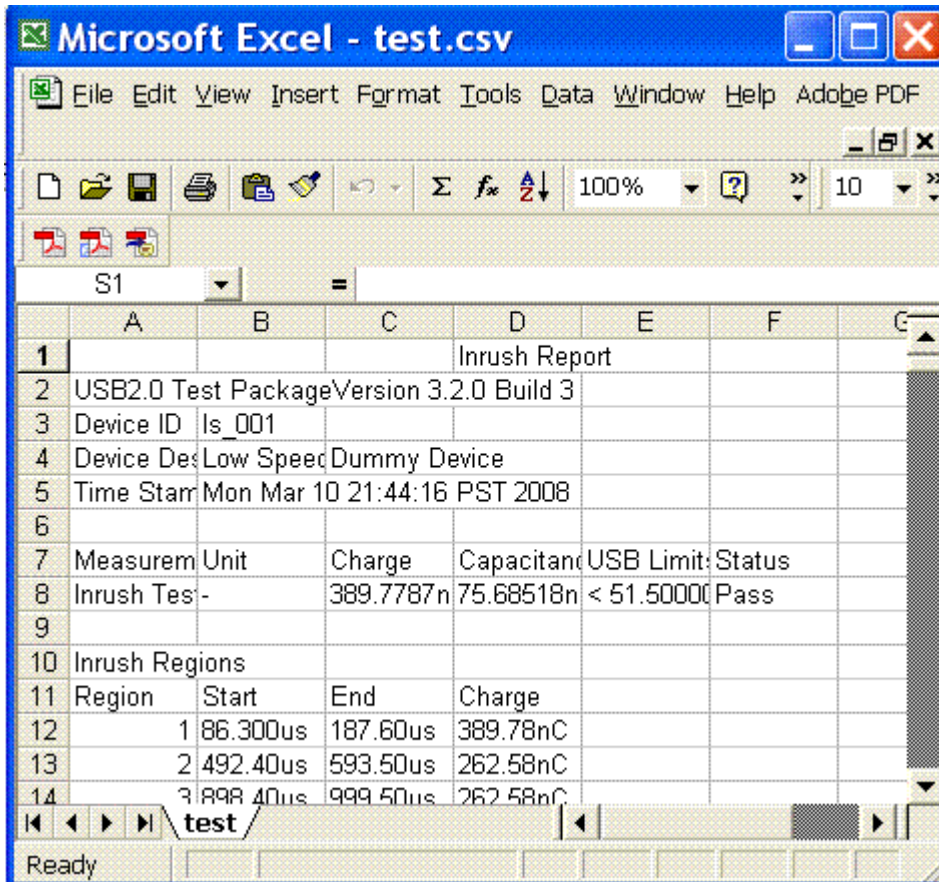 Microsoft Excel - test.csv
File Edit View Insert Format Tools Data Window Help Adobe PDF
Σ fx A Z 100% ? » 10 »
S1 =
A B C D E F G
1 Inrush Report
2 USB2.0 Test PackageVersion 3.2.0 Build 3
3 Device ID ls_001
4 Device Des Low Speed Dummy Device
5 Time Stam Mon Mar 10 21:44:16 PST 2008
6
7 Measurem Unit Charge Capacitanc USB Limit: Status
8 Inrush Tes - 389.7787n 75.68518n < 51.50000 Pass
9
10 Inrush Regions
11 Region Start End Charge
12 1 86.300us 187.60us 389.78nC
13 2 492.40us 593.50us 262.58nC
14 3 898.40us 999.50us 262.58nC
test
Ready